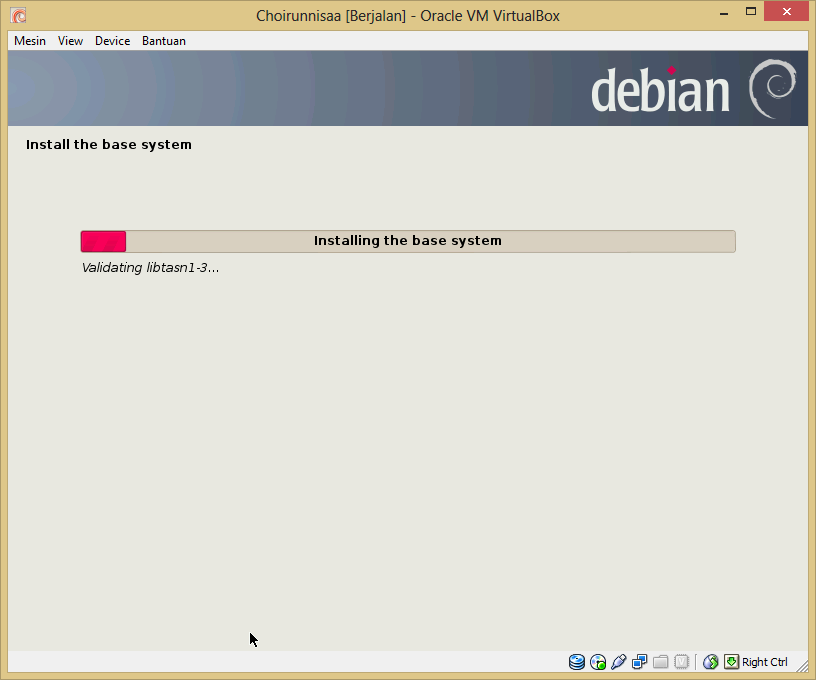 Choirunnisaa [Berjalan] - Oracle VM VirtualBox
Mesin View Device Bantuan
debian
Install the base system
Installing the base system
Validating libtasn1-3...
Right Ctrl